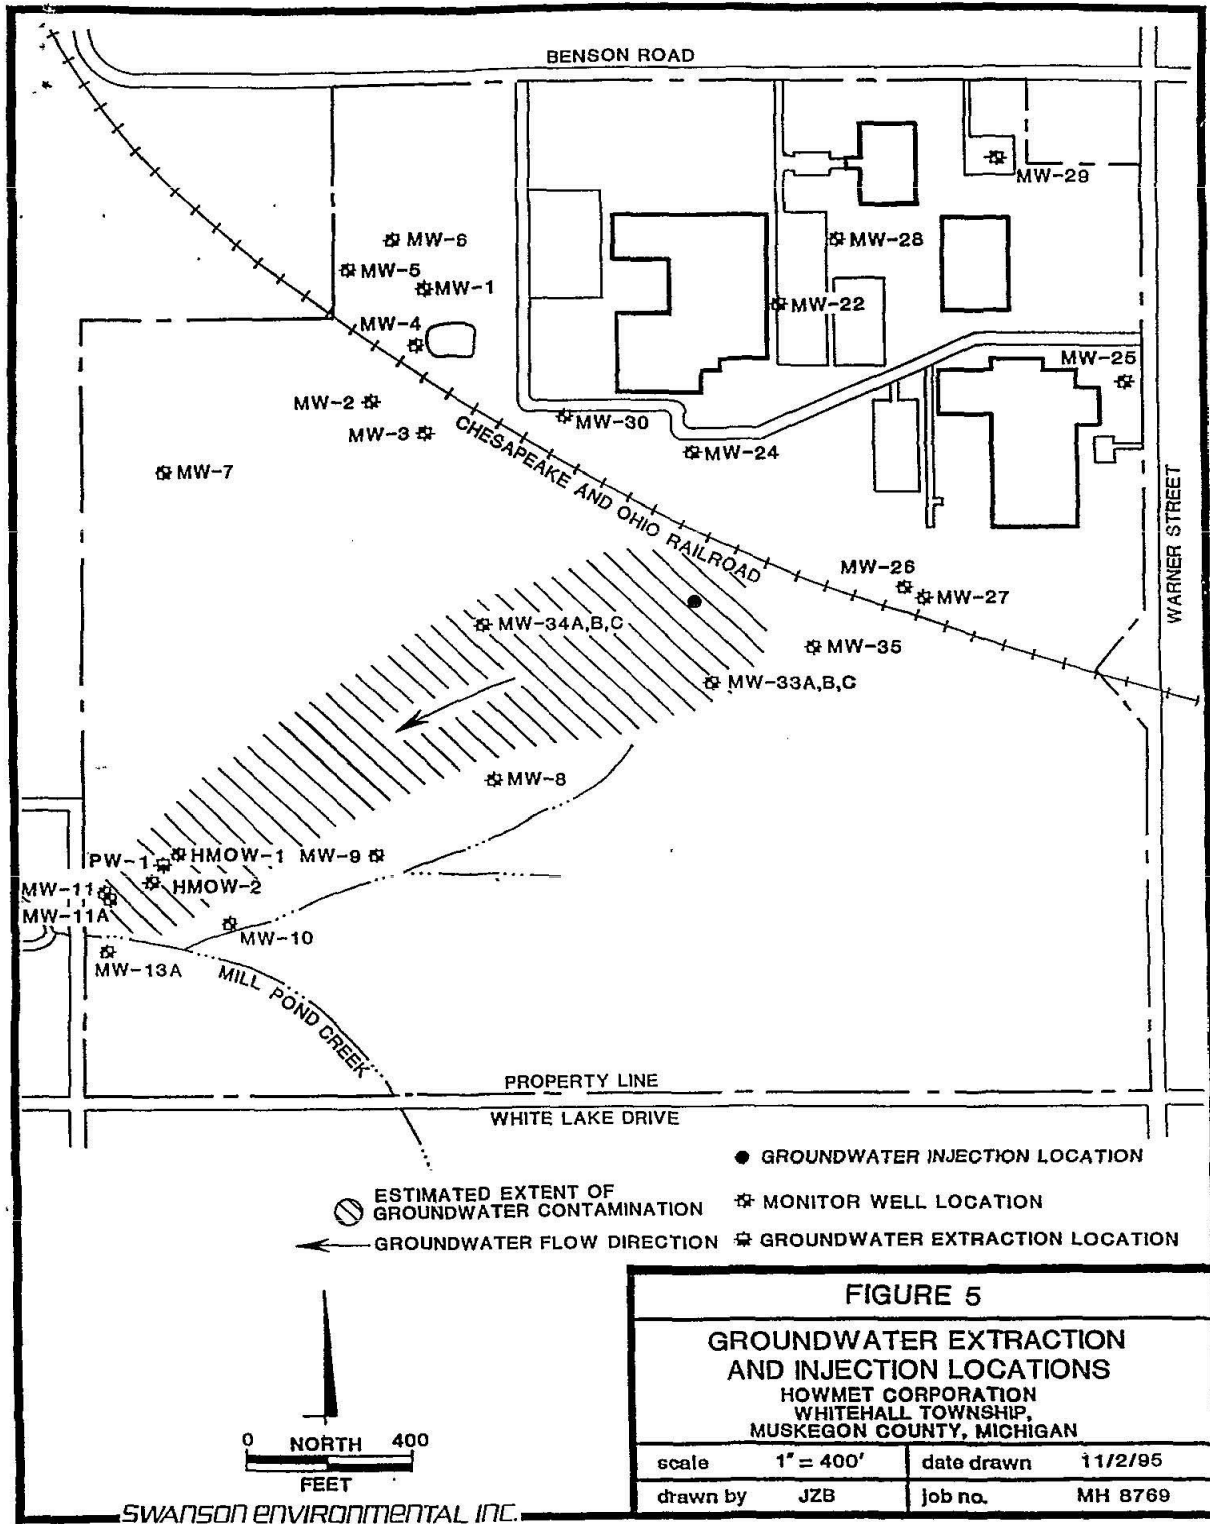 BENSON ROAD
MW-29
MW-6
MW-28
MW-5
MW-1
MW-22
MW-4
MW-25
MW-2
MW-30
MW-3
MW-24
MW-7
CHESAPEAKE AND OHIO RAILROAD
WARNER STREET
MW-26
MW-27
MW-34A,B,C
MW-35
MW-33A,B,C
MW-8
PW-1
HMOW-1
MW-9
MW-11
HMOW-2
MW-11A
MW-10
MW-13A
MILL POND CREEK
PROPERTY LINE
WHITE LAKE DRIVE
GROUNDWATER INJECTION LOCATION
ESTIMATED EXTENT OF
GROUNDWATER CONTAMINATION
MONITOR WELL LOCATION
GROUNDWATER FLOW DIRECTION
GROUNDWATER EXTRACTION LOCATION
0 NORTH 400
FEET
SWANSON ENVIRONMENTAL INC.
FIGURE 5
GROUNDWATER EXTRACTION
AND INJECTION LOCATIONS
HOWMET CORPORATION
WHITEHALL TOWNSHIP,
MUSKEGON COUNTY, MICHIGAN
scale 1" = 400'
date drawn 11/2/95
drawn by JZB
job no. MH 8769